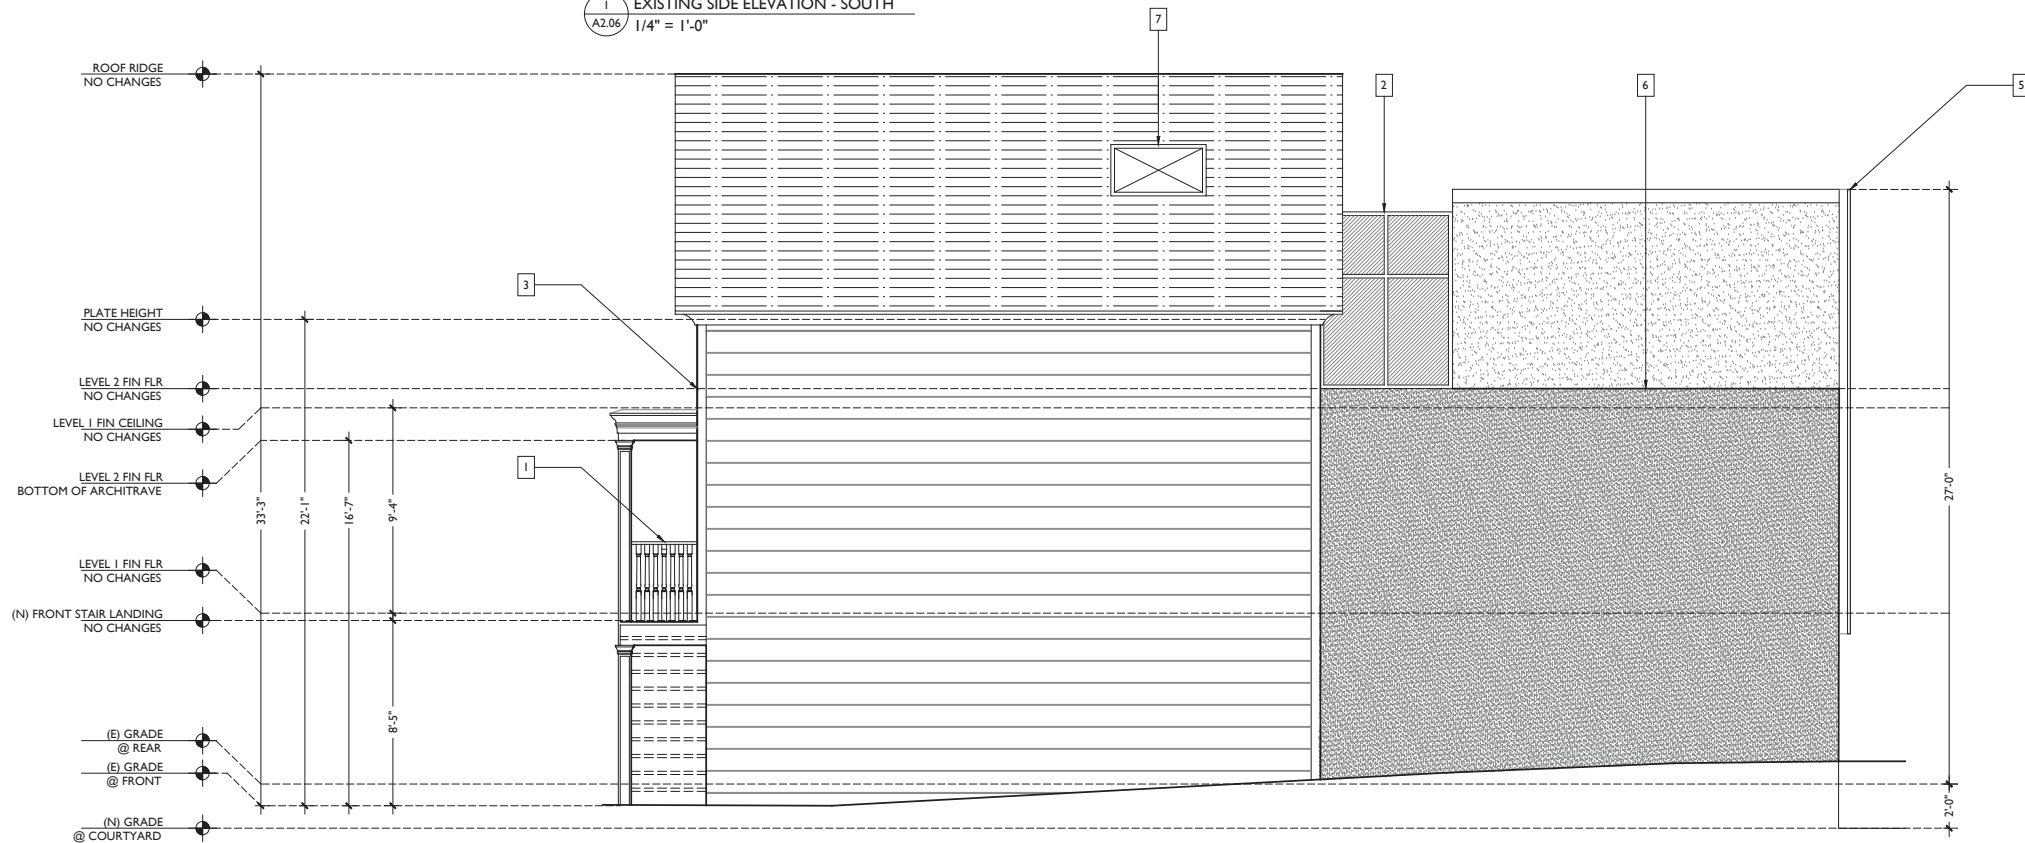 1
EXISTING SIDE ELEVATION - SOUTH
A2.06
1/4" = 1'-0"
7
ROOF RIDGE
NO CHANGES
2
6
5
3
PLATE HEIGHT
NO CHANGES
LEVEL 2 FIN FLR
NO CHANGES
LEVEL 1 FIN CEILING
NO CHANGES
1
LEVEL 2 FIN FLR
BOTTOM OF ARCHITRAVE
33'-3"
22'-1"
16'-7"
9'-4"
27'-0"
LEVEL 1 FIN FLR
NO CHANGES
(N) FRONT STAIR LANDING
NO CHANGES
8'-5"
(E) GRADE
@ REAR
(E) GRADE
@ FRONT
2'-0"
(N) GRADE
@ COURTYARD